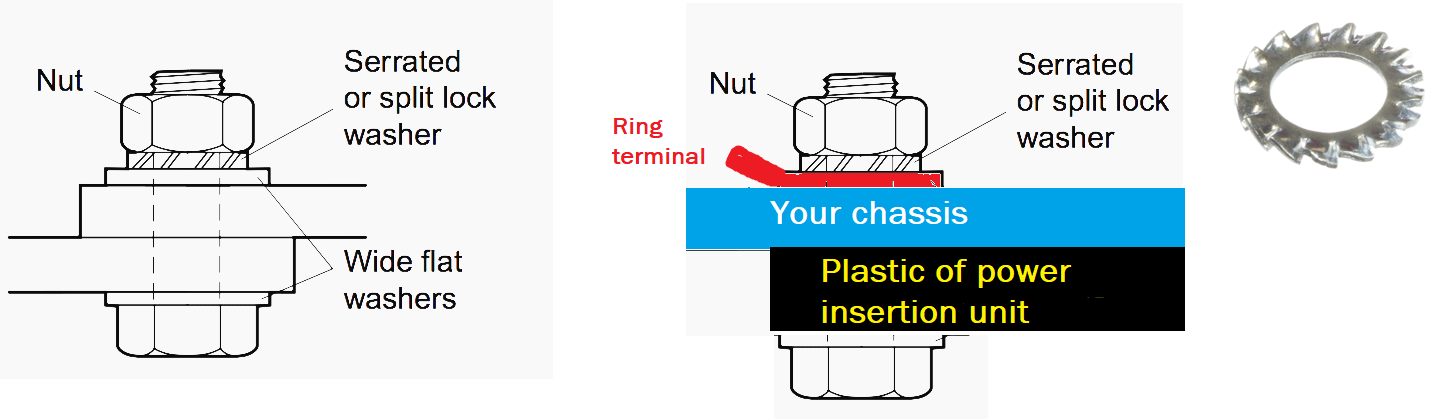 Nut
Serrated
or split lock
washer
Wide flat
washers
Nut
Serrated
or split lock
washer
Ring
terminal
Your chassis
Plastic of power
insertion unit